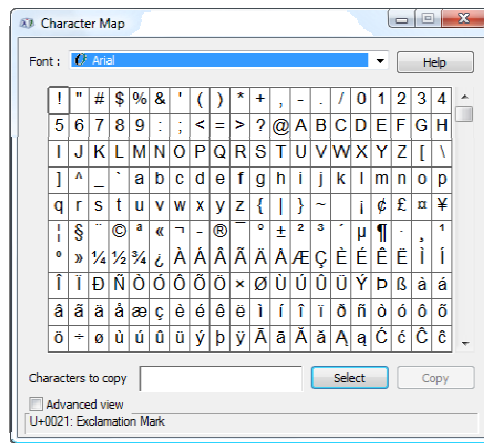 Character Map
Font : Arial Help
! " # $ % & ' ( ) * + , - . / 0 1 2 3 4
5 6 7 8 9 : ; < = > ? @ A B C D E F G H
I J K L M N O P Q R S T U V W X Y Z [ \
] ^ _ ` a b c d e f g h i j k l m n o p
q r s t u v w x y z { | } ~ ¡ ¢ £ ¤ ¥
¦ § ¨ © ª « ¬ - ® ¯ ° ± ² ³ ´ µ ¶ · ¸ ¹
º » ¼ ½ ¾ ¿ À Á Â Ã Ä Å Æ Ç È É Ê Ë Ì Í
Î Ï Ð Ñ Ò Ó Ô Õ Ö × Ø Ù Ú Û Ü Ý Þ ß à á
â ã ä å æ ç è é ê ë ì í î ï ð ñ ò ó ô õ
ö ÷ ø ù ú û ü ý þ ÿ Ā ā Ă ă Ą ą Ć ć Ĉ ĉ
Characters to copy Select Copy
Advanced view
U+0021: Exclamation Mark